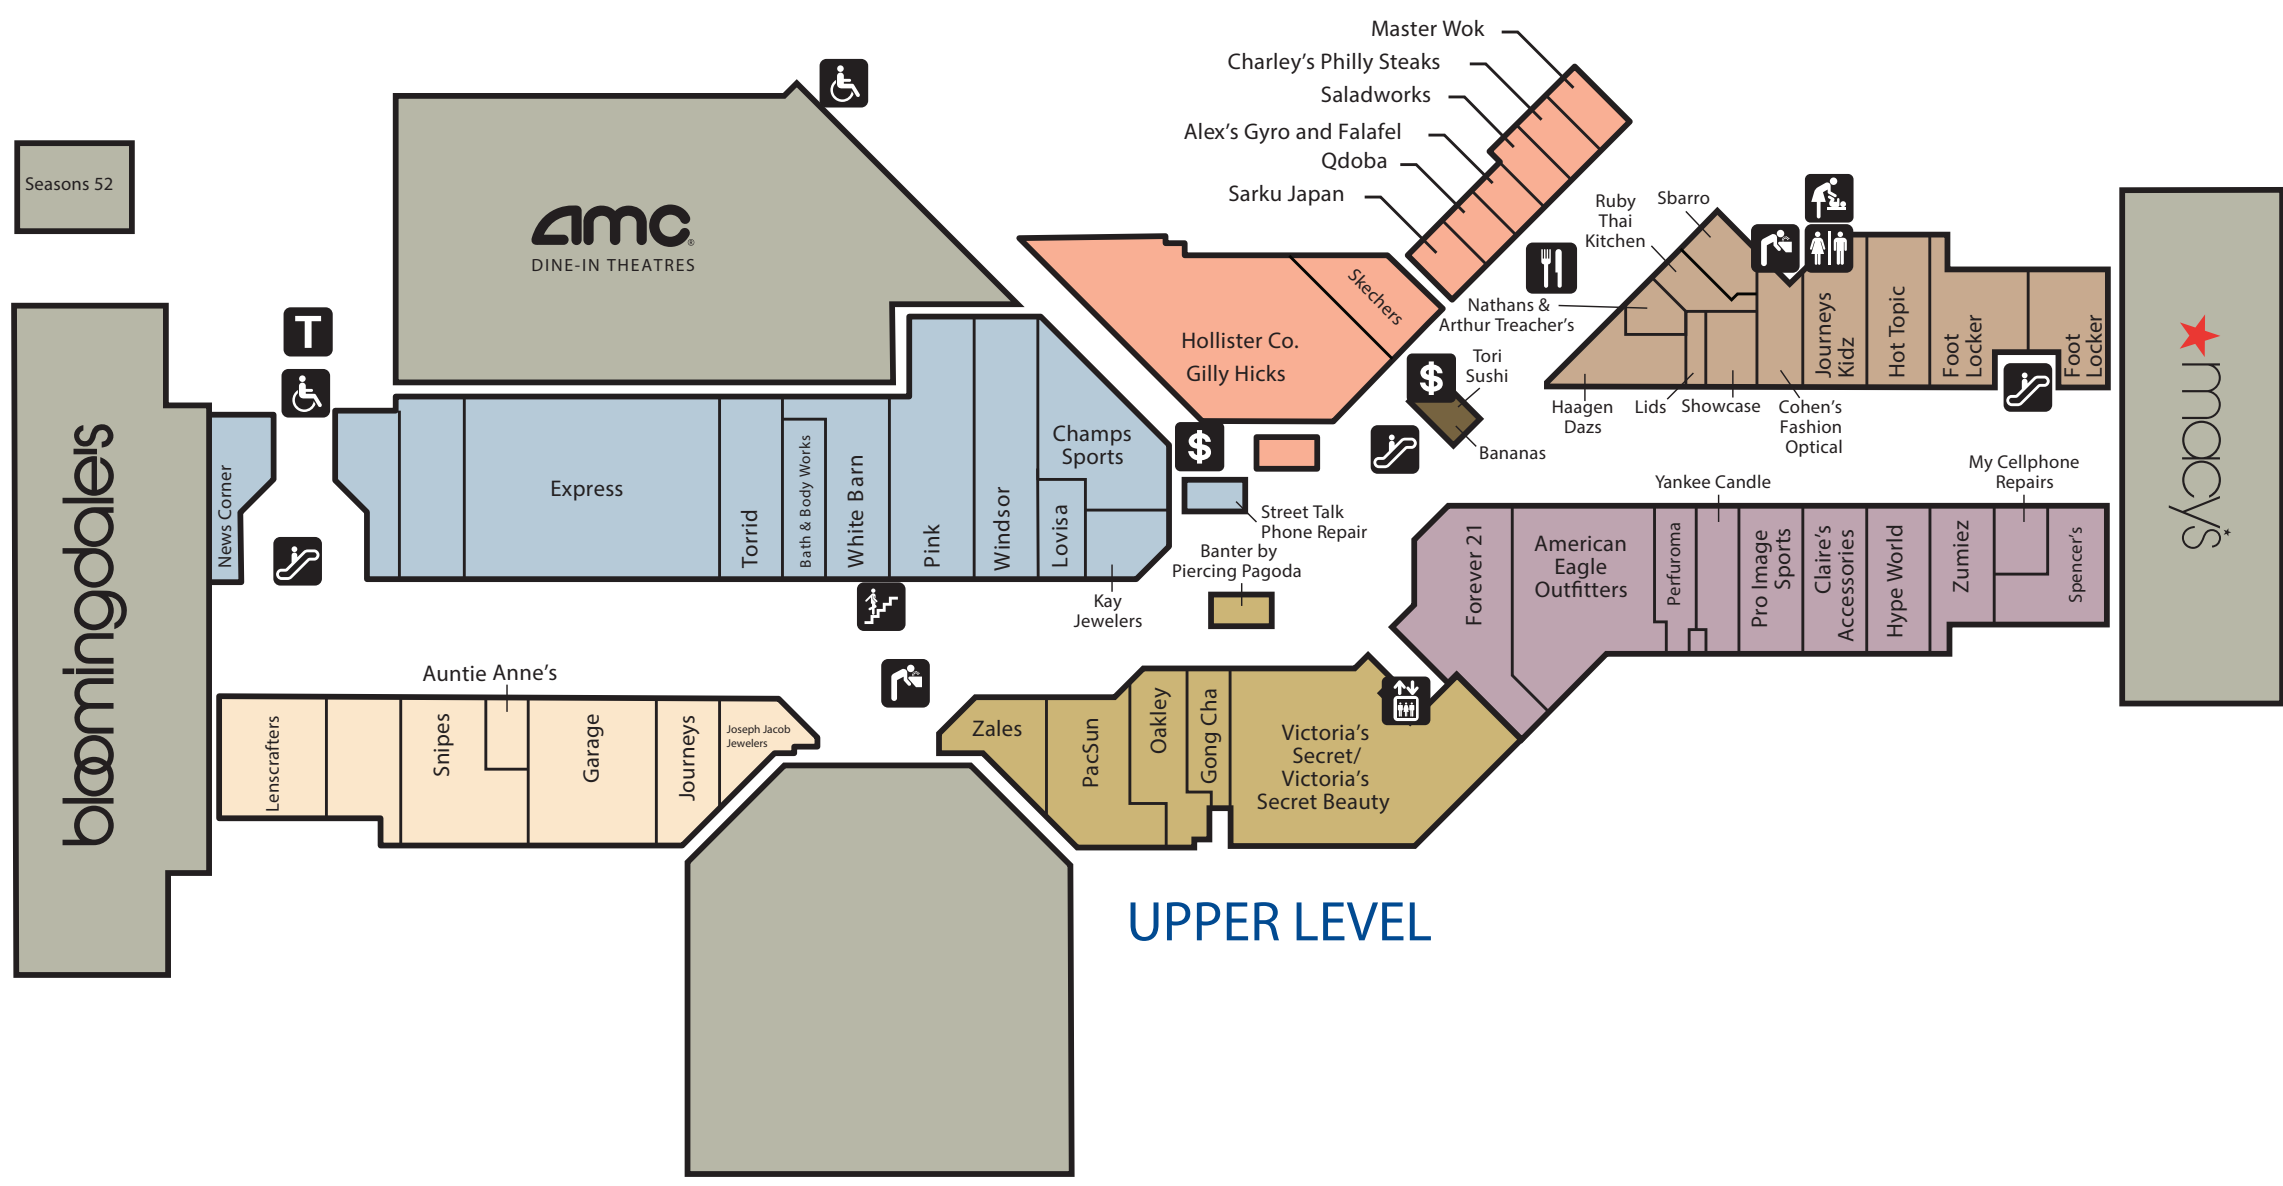 Master Wok
Charley’s Philly Steaks
Saladworks
Alex’s Gyro and Falafel
Qdoba
Sarku Japan
Seasons 52
amc
®
DINE-IN THEATRES
Ruby
Thai
Kitchen
Sbarro
Skechers
Nathans &
Arthur Treacher’s
Hollister Co.
Gilly Hicks
Tori
Sushi
$
Bananas
Haagen
Dazs
Lids
Showcase
Cohen’s
Fashion
Optical
Journeys
Kidz
Hot Topic
Foot
Locker
Foot
Locker
macy’s
T
bloomingdale's
News Corner
Express
Torrid
Bath & Body Works
White Barn
Pink
Windsor
Lovisa
Champs
Sports
$
Street Talk
Phone Repair
Banter by
Piercing Pagoda
Kay
Jewelers
Yankee Candle
My Cellphone
Repairs
Forever 21
American
Eagle
Outfitters
Perfuroma
Pro Image
Sports
Claire’s
Accessories
Hype World
Zumiez
Spencer’s
Auntie Anne’s
Lenscrafters
Snipes
Garage
Journeys
Joseph Jacob
Jewelers
Zales
PacSun
Oakley
Gong Cha
Victoria’s
Secret/
Victoria’s
Secret Beauty
UPPER LEVEL